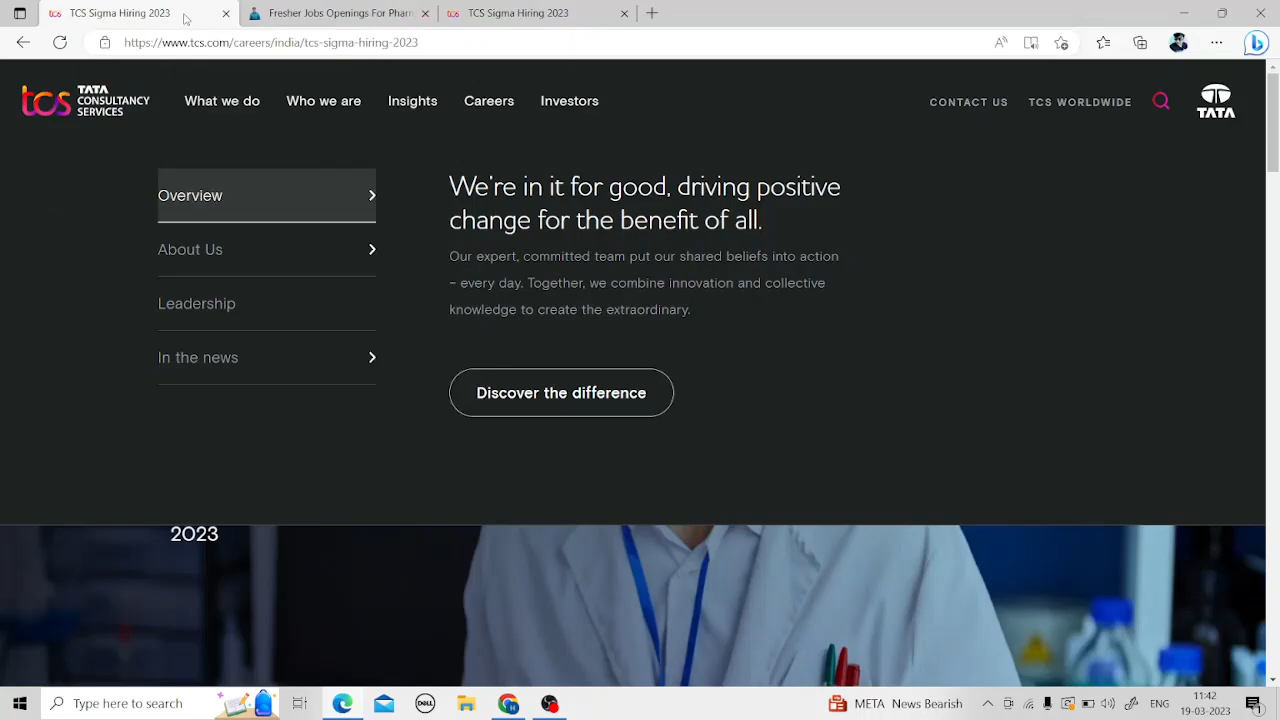 TCS Sigma Hiring 2023
Fresher Jobs Openings For Pharm
TCS Sigma Hiring 2023
https://www.tcs.com/careers/india/tcs-sigma-hiring-2023
tcs TATA
CONSULTANCY
SERVICES
What we do
Who we are
Insights
Careers
Investors
CONTACT US
TCS WORLDWIDE
TATA
Overview
About Us
Leadership
In the news
We're in it for good, driving positive
change for the benefit of all.
Our expert, committed team put our shared beliefs into action
– every day. Together, we combine innovation and collective
knowledge to create the extraordinary.
Discover the difference
2023
Type here to search
DELL
META News Bearish
ENG
11:42
19-03-2023